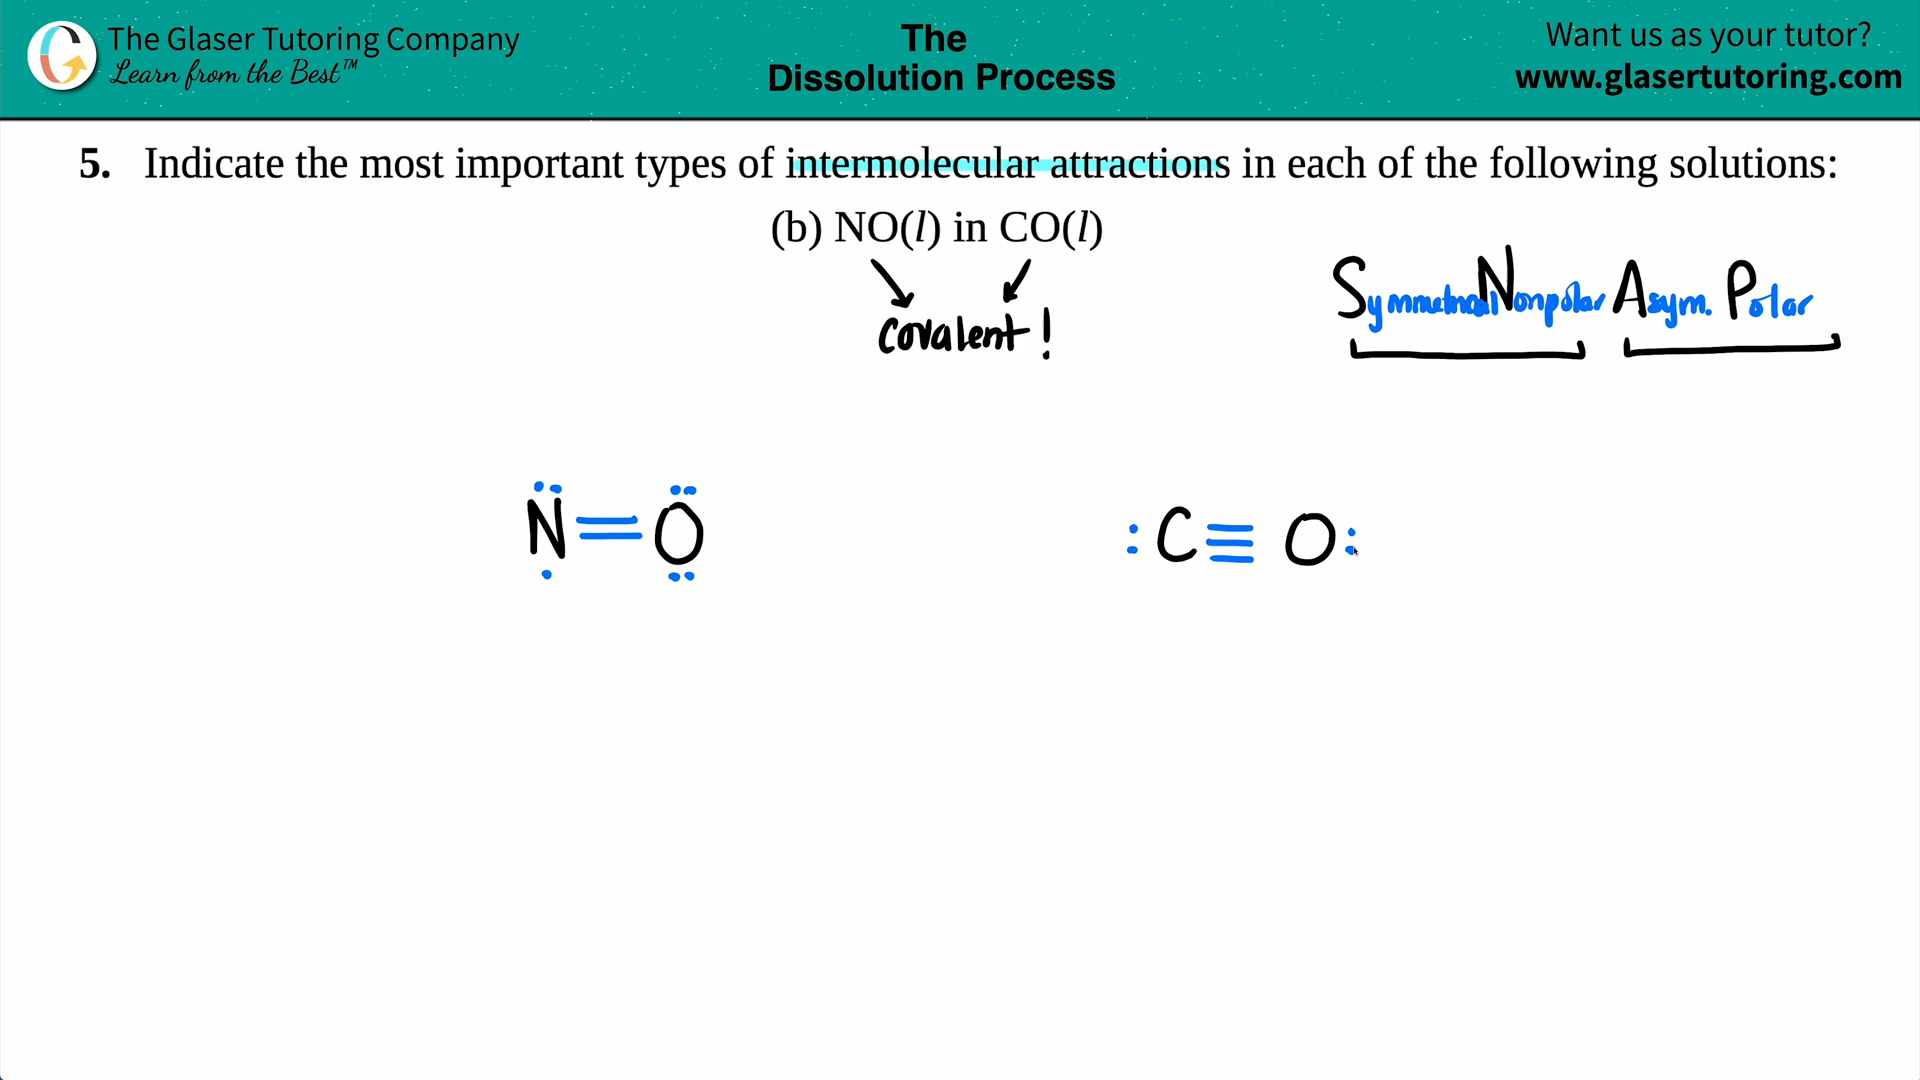 The Glaser Tutoring Company
Learn from the Best™
The
Dissolution Process
Want us as your tutor?
www.glasertutoring.com
5. Indicate the most important types of intermolecular attractions in each of the following solutions:
(b) NO(l) in CO(l)
Covalent!
Symmetrical Nonpolar Asym. Polar
N=O
:C≡O: